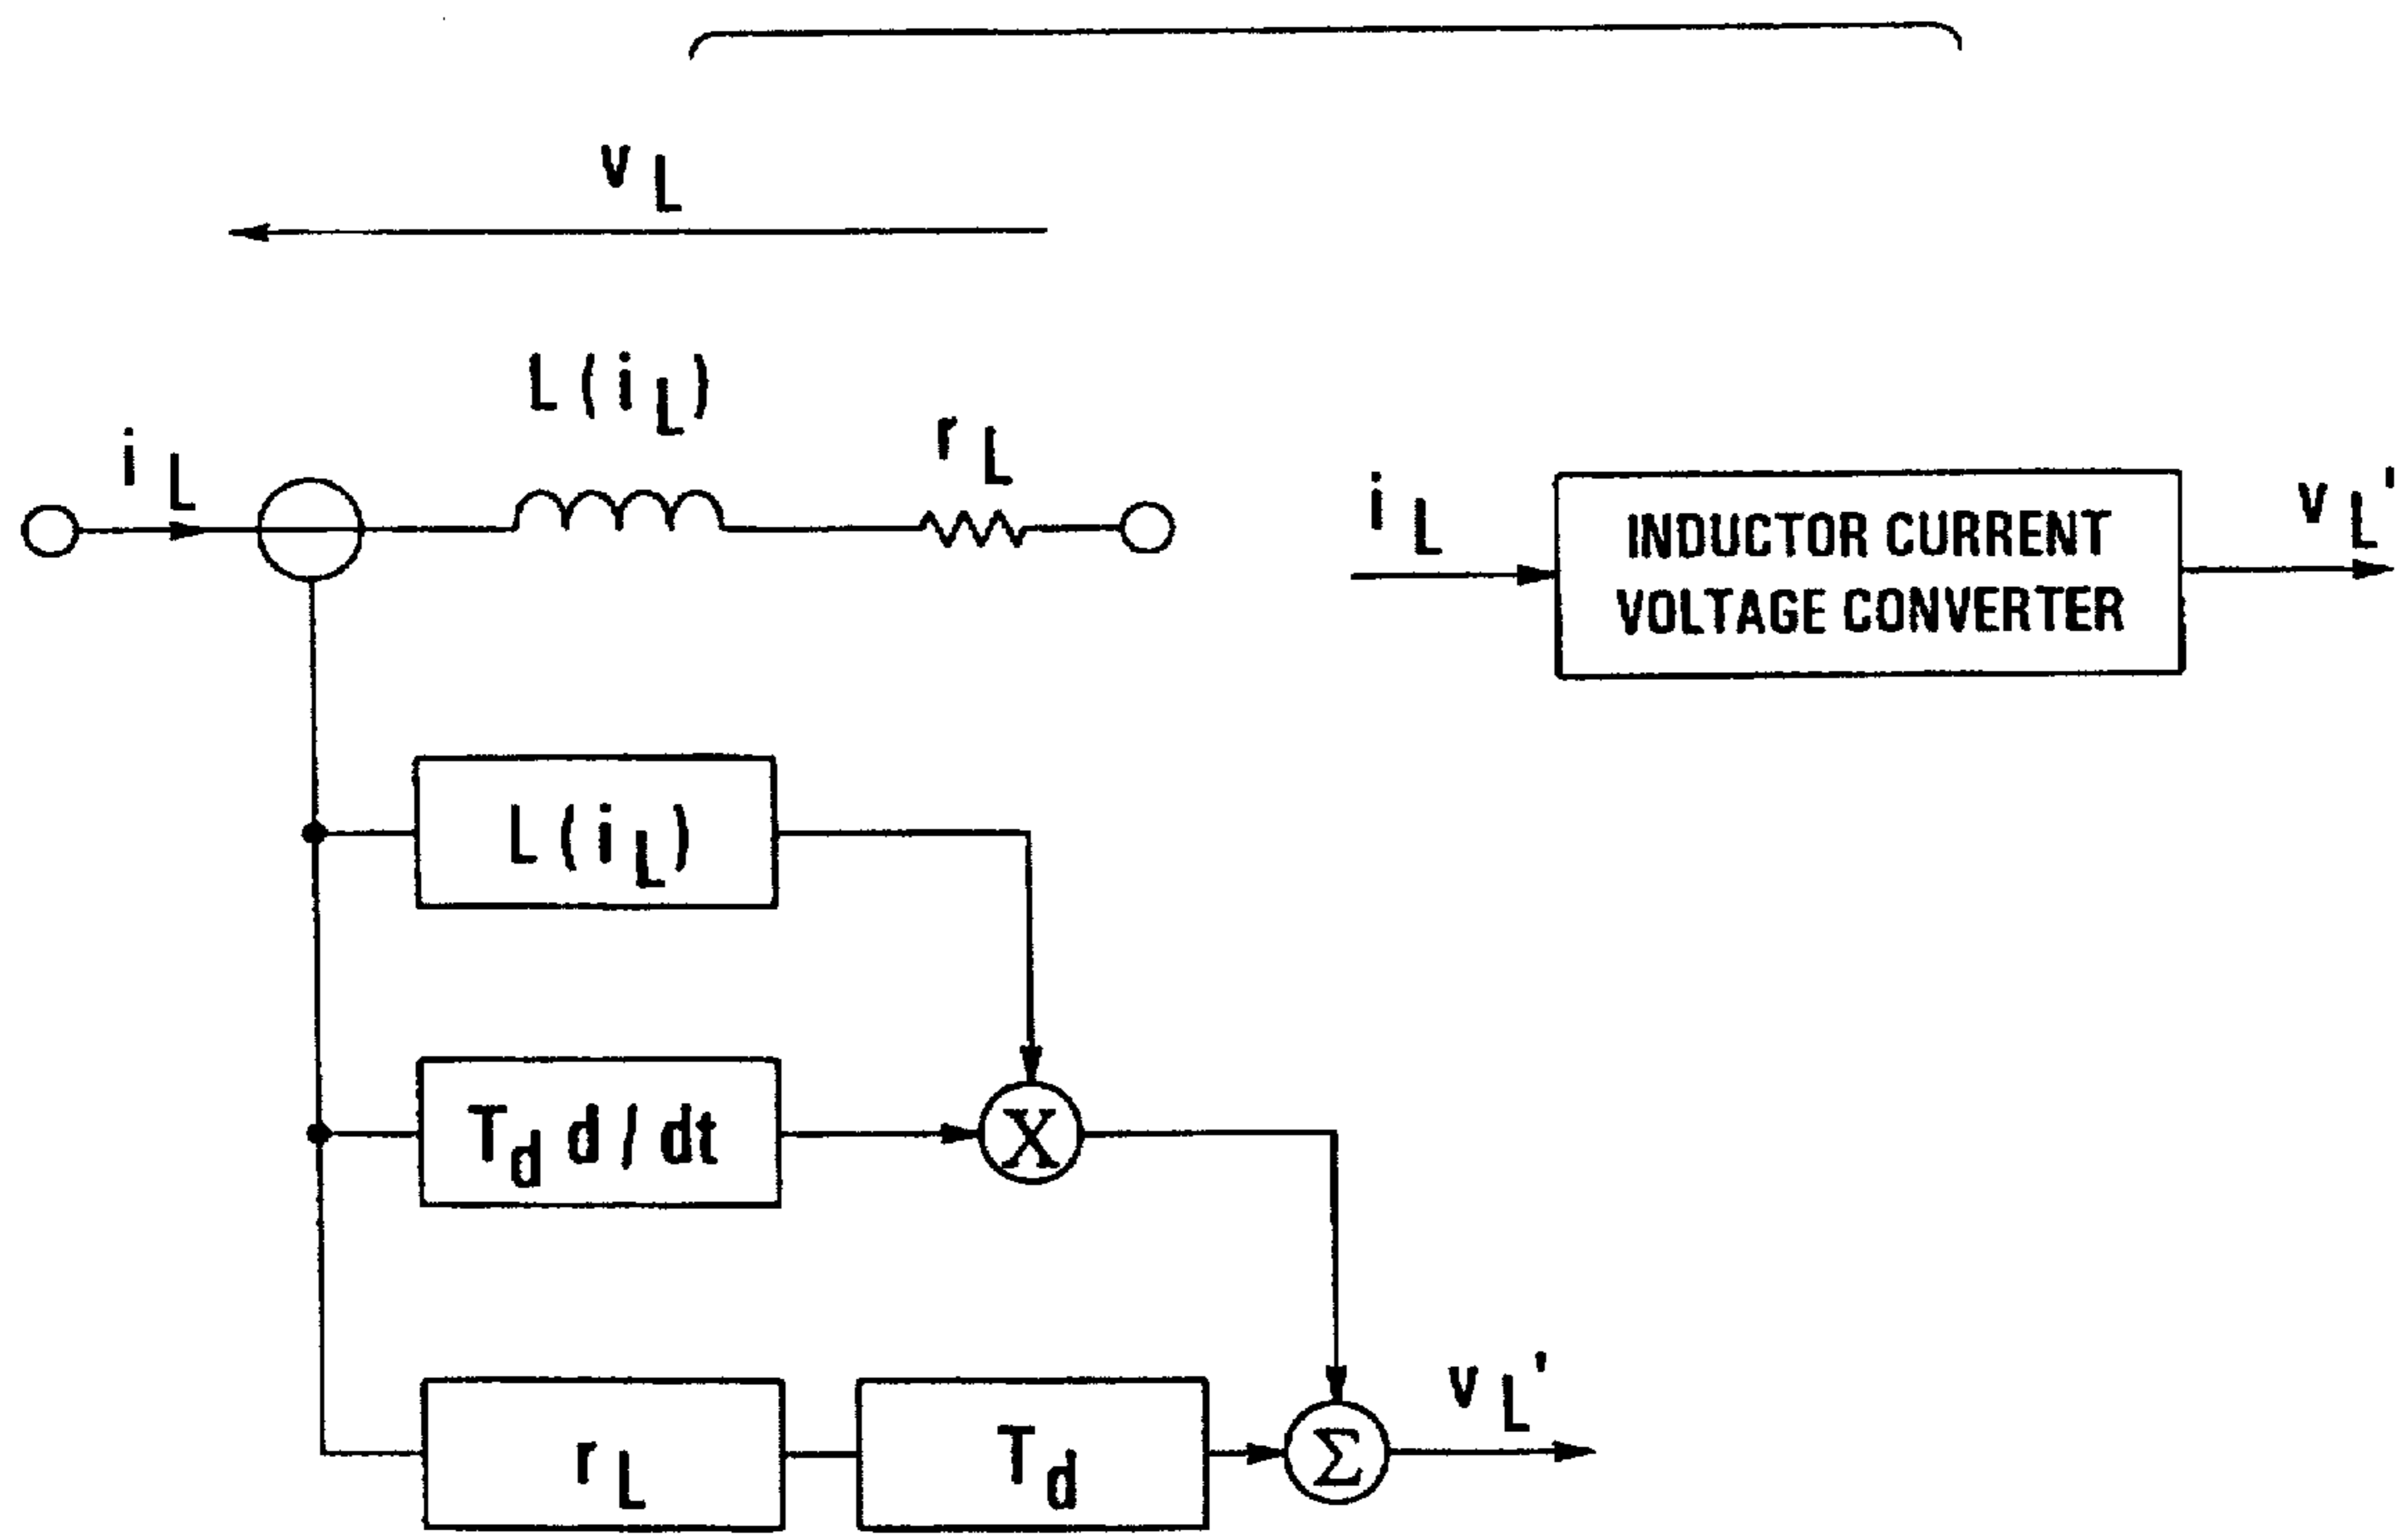 v L
L(i L)
r L
i L
i L
INDUCTOR CURRENT
VOLTAGE CONVERTER
v L'
L(i L)
T d d/dt
X
r L
T d
Σ
v L'